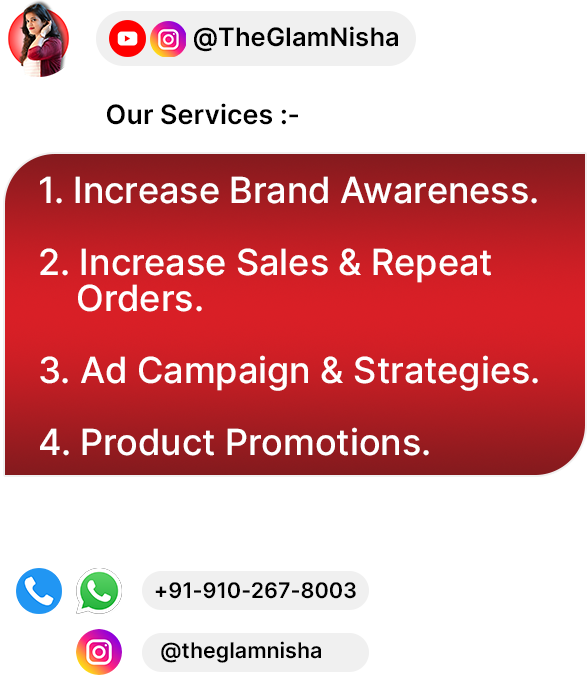 @TheGlamNisha
Our Services :-
1. Increase Brand Awareness.
2. Increase Sales & Repeat
Orders.
3. Ad Campaign & Strategies.
4. Product Promotions.
+91-910-267-8003
@theglamnisha